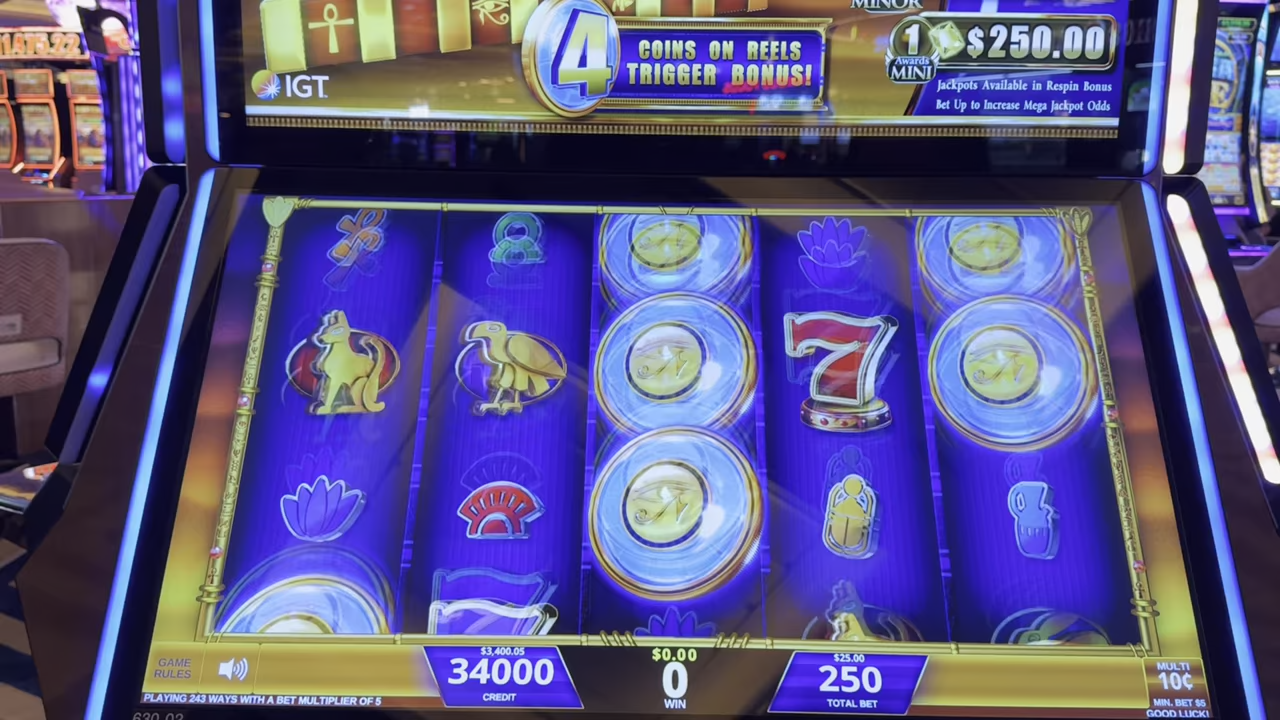 MINOR
4
COINS ON REELS
TRIGGER BONUS!
1
Awards
MINI
$250.00
Jackpots Available in Respin Bonus
Bet Up to Increase Mega Jackpot Odds
IGT
7
GAME
RULES
$3,400.05
34000
CREDIT
$0.00
0
WIN
$25.00
250
TOTAL BET
MULTI
10¢
MIN. BET $5
GOOD LUCK!
PLAYING 243 WAYS WITH A BET MULTIPLIER OF 5